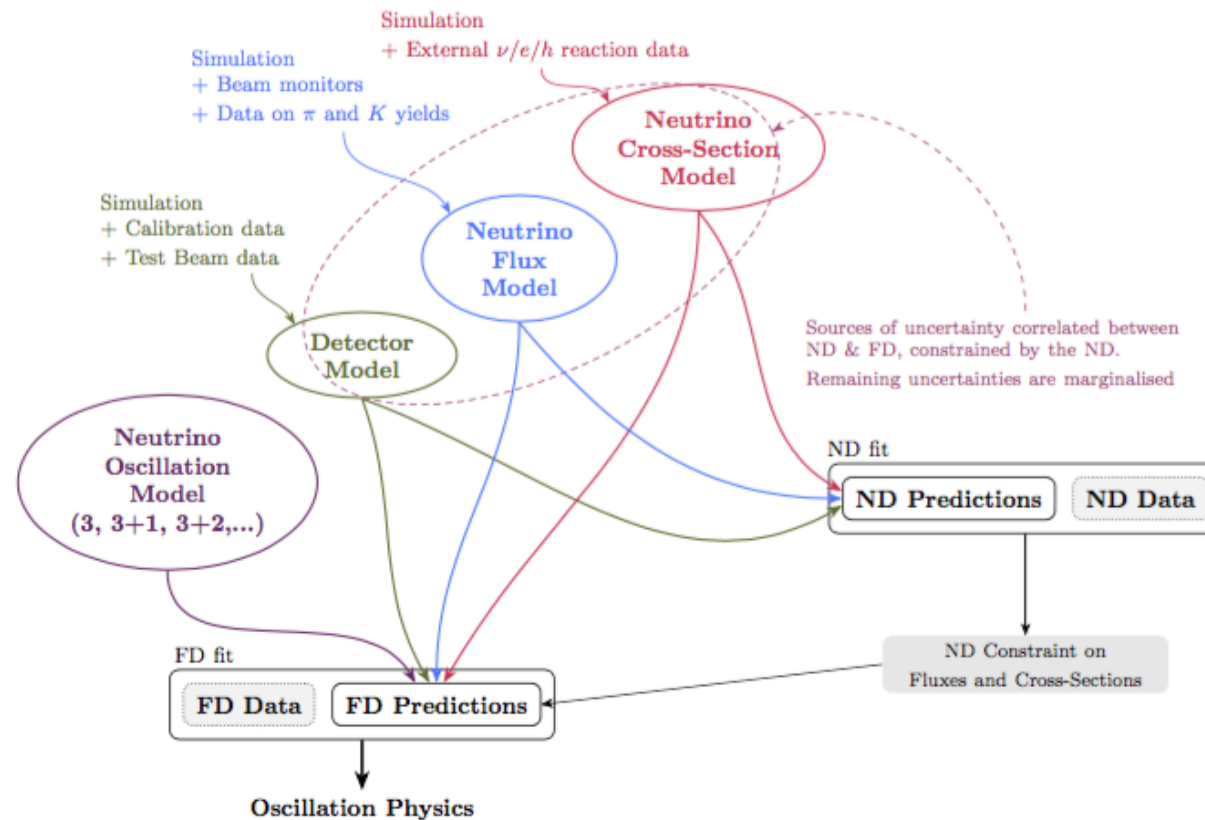 Simulation
+ External ν/e/h reaction data
Simulation
+ Beam monitors
+ Data on π and K yields
Neutrino
Cross-Section
Model
Simulation
+ Calibration data
+ Test Beam data
Neutrino
Flux
Model
Detector
Model
Sources of uncertainty correlated between
ND & FD, constrained by the ND.
Remaining uncertainties are marginalised
Neutrino
Oscillation
Model
(3, 3+1, 3+2,...)
ND fit
ND Predictions
ND Data
FD fit
FD Data
FD Predictions
ND Constraint on
Fluxes and Cross-Sections
Oscillation Physics